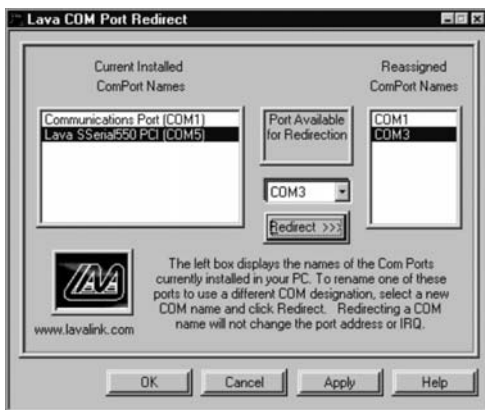 Lava COM Port Redirect
Current Installed
ComPort Names
Reassigned
ComPort Names
Communications Port (COM1)
Lava SSerial550 PCI (COM5)
Port Available
for Redirection
COM1
COM3
COM3
Redirect >>>
LAVA
www.lavalink.com
The left box displays the names of the Com Ports
currently installed in your PC. To rename one of these
ports to use a different COM designation, select a new
COM name and click Redirect. Redirecting a COM
name will not change the port address or IRQ.
OK
Cancel
Apply
Help